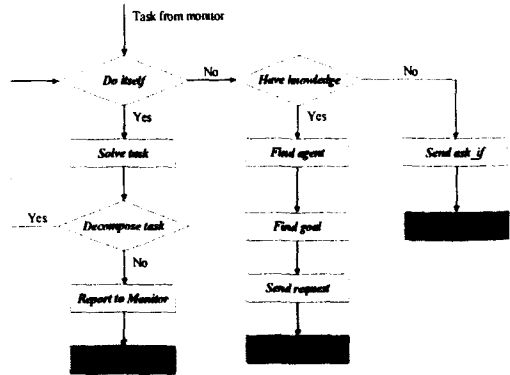 Task from monitor
Do itself
No
Have knowledge
No
Yes
Yes
Solve task
Find agent
Send ask_if
Yes
Decompose task
Find goal
No
Report to Monitor
Send request